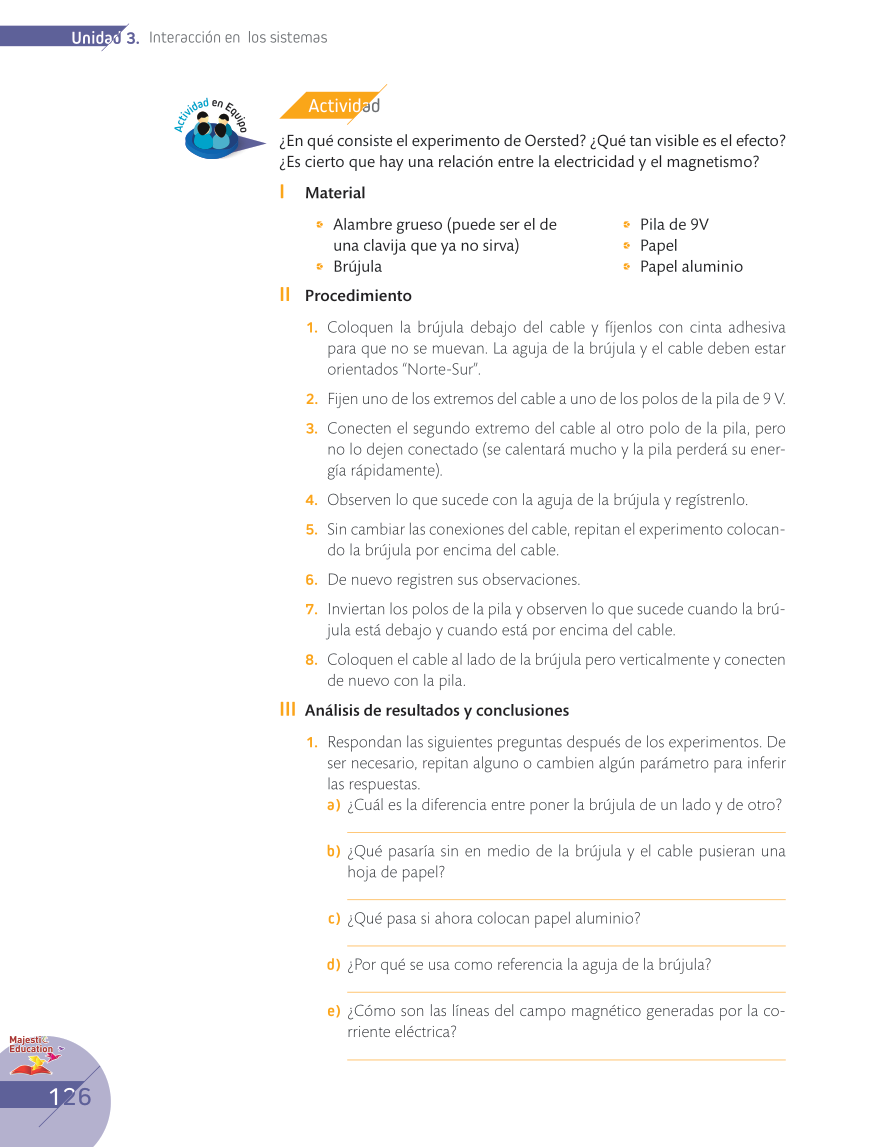 Unidad 3. Interacción en los sistemas
Actividad en Equipo
Actividad
¿En qué consiste el experimento de Oersted? ¿Qué tan visible es el efecto?
¿Es cierto que hay una relación entre la electricidad y el magnetismo?
I Material
Alambre grueso (puede ser el de
una clavija que ya no sirva)
Brújula
Pila de 9V
Papel
Papel aluminio
II Procedimiento
1. Coloquen la brújula debajo del cable y fíjenlos con cinta adhesiva
para que no se muevan. La aguja de la brújula y el cable deben estar
orientados “Norte-Sur”.
2. Fijen uno de los extremos del cable a uno de los polos de la pila de 9 V.
3. Conecten el segundo extremo del cable al otro polo de la pila, pero
no lo dejen conectado (se calentará mucho y la pila perderá su ener-
gía rápidamente).
4. Observen lo que sucede con la aguja de la brújula y regístrenlo.
5. Sin cambiar las conexiones del cable, repitan el experimento colocan-
do la brújula por encima del cable.
6. De nuevo registren sus observaciones.
7. Inviertan los polos de la pila y observen lo que sucede cuando la brú-
jula está debajo y cuando está por encima del cable.
8. Coloquen el cable al lado de la brújula pero verticalmente y conecten
de nuevo con la pila.
III Análisis de resultados y conclusiones
1. Respondan las siguientes preguntas después de los experimentos. De
ser necesario, repitan alguno o cambien algún parámetro para inferir
las respuestas.
a) ¿Cuál es la diferencia entre poner la brújula de un lado y de otro?
b) ¿Qué pasaría sin en medio de la brújula y el cable pusieran una
hoja de papel?
c) ¿Qué pasa si ahora colocan papel aluminio?
d) ¿Por qué se usa como referencia la aguja de la brújula?
e) ¿Cómo son las líneas del campo magnético generadas por la co-
rriente eléctrica?
Majestic
Education
126